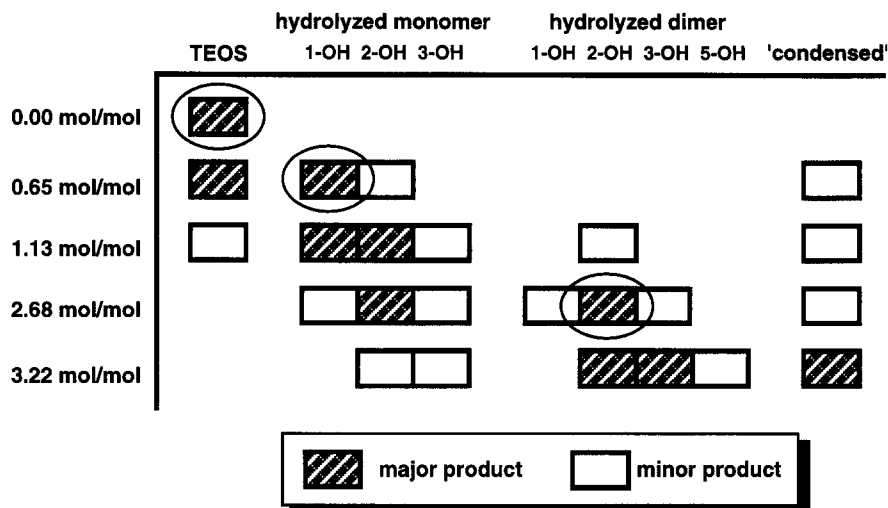 hydrolyzed monomer hydrolyzed dimer
TEOS 1-OH 2-OH 3-OH 1-OH 2-OH 3-OH 5-OH 'condensed'
0.00 mol/mol
0.65 mol/mol
1.13 mol/mol
2.68 mol/mol
3.22 mol/mol
major product minor product